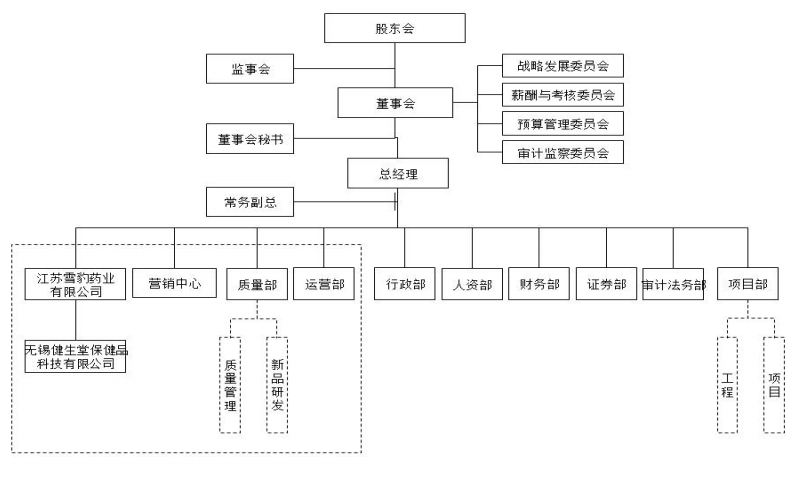 股东会
监事会
战略发展委员会
薪酬与考核委员会
董事会
预算管理委员会
董事会秘书
审计监察委员会
总经理
常务副总
江苏雪豹药业
有限公司
营销中心
质量部
运营部
行政部
人资部
财务部
证券部
审计法务部
项目部
无锡健生堂保健品
科技有限公司
质量管理
新品研发
工程
项目